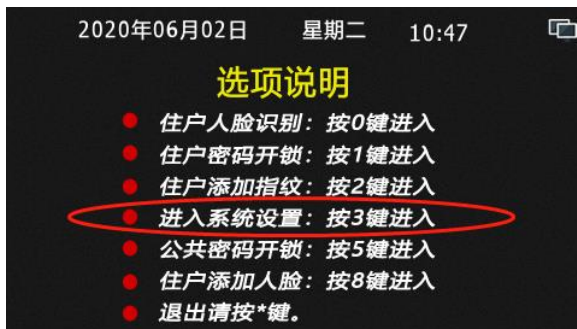 2020年06月02日 星期二 10:47
选项说明
住户人脸识别：按0键进入
住户密码开锁：按1键进入
住户添加指纹：按2键进入
进入系统设置：按3键进入
公共密码开锁：按5键进入
住户添加人脸：按8键进入
退出请按*键。